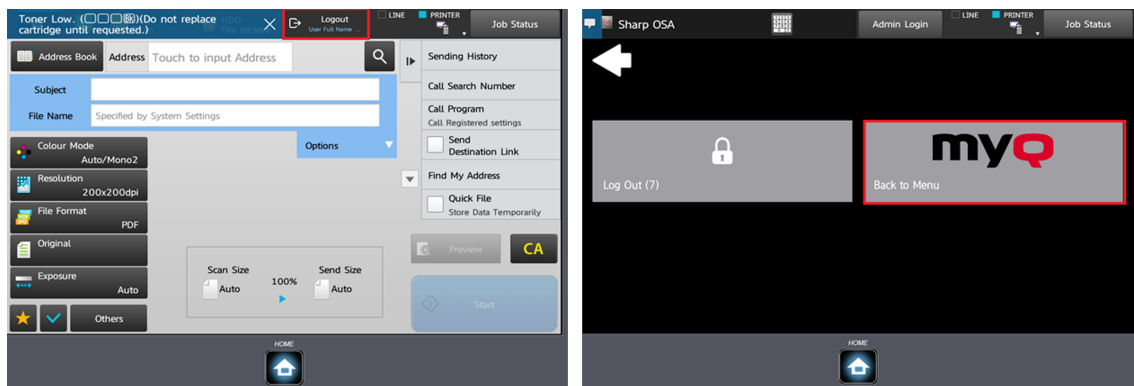 Toner Low. (
)(Do not replace
cartridge until requested.)
Logout
User Full Name ...
LINE
PRINTER
Job Status
Address Book
Address
Touch to input Address
Sending History
Subject
Call Search Number
File Name
Specified by System Settings
Call Program
Call Registered settings
Options
Send
Destination Link
Colour Mode
Auto/Mono2
Resolution
200x200dpi
Find My Address
File Format
PDF
Quick File
Store Data Temporarily
Original
Preview
CA
Exposure
Auto
Scan Size
Auto
100%
Send Size
Auto
Start
Others
HOME
Sharp OSA
Admin Login
LINE
PRINTER
Job Status
Log Out (7)
myQ
Back to Menu
HOME